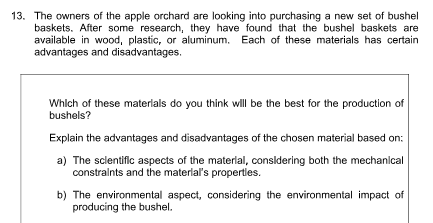 13. The owners of the apple orchard are looking into purchasing a new set of bushel
baskets. After some research, they have found that the bushel baskets are
available in wood, plastic, or aluminum. Each of these materials has certain
advantages and disadvantages.
Which of these materials do you think will be the best for the production of
bushels?
Explain the advantages and disadvantages of the chosen material based on:
a) The scientific aspects of the material, considering both the mechanical
constraints and the material's properties.
b) The environmental aspect, considering the environmental impact of
producing the bushel.